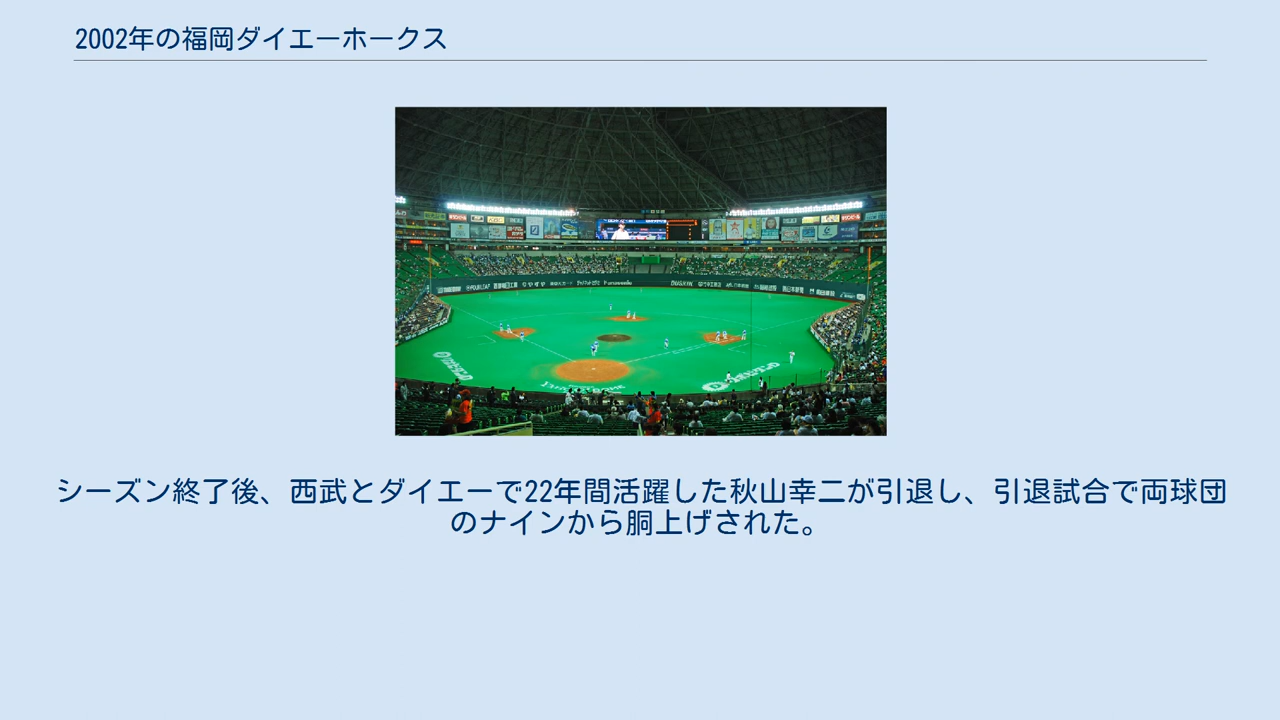 2002年の福岡ダイエーホークス
シーズン終了後、西武とダイエーで22年間活躍した秋山幸二が引退し、引退試合で両球団
のナインから胴上げされた。